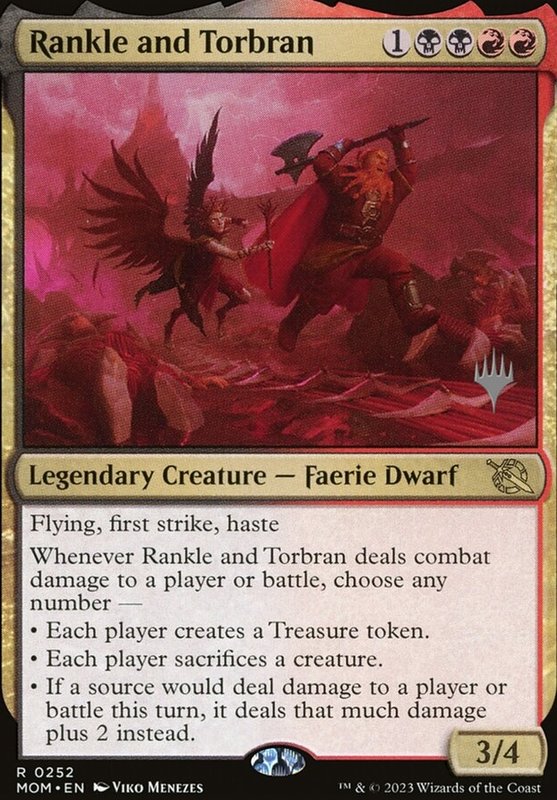 Rankle and Torbran 1
Legendary Creature — Faerie Dwarf
Flying, first strike, haste
Whenever Rankle and Torbran deals combat
damage to a player or battle, choose any
number —
• Each player creates a Treasure token.
• Each player sacrifices a creature.
• If a source would deal damage to a player or
battle this turn, it deals that much damage
plus 2 instead.
3/4
R 0252
MOM • EN Viko Menezes
™ & © 2023 Wizards of the Coast